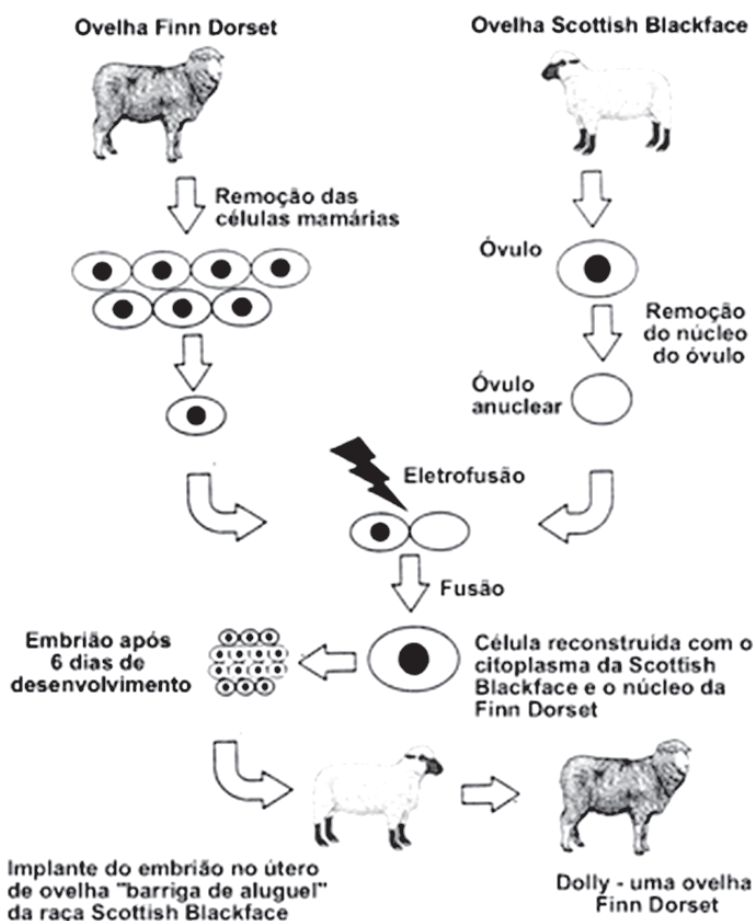 Ovelha Finn Dorset
Ovelha Scottish Blackface
Remoção das
células mamárias
Óvulo
Remoção
do núcleo
do óvulo
Óvulo
anuclear
Eletrofusão
Fusão
Embrião após
6 dias de
desenvolvimento
Célula reconstruida com o
citoplasma da Scottish
Blackface e o núcleo da
Finn Dorset
Implante do embrião no útero
de ovelha "barriga de aluguel"
da raça Scottish Blackface
Dolly - uma ovelha
Finn Dorset